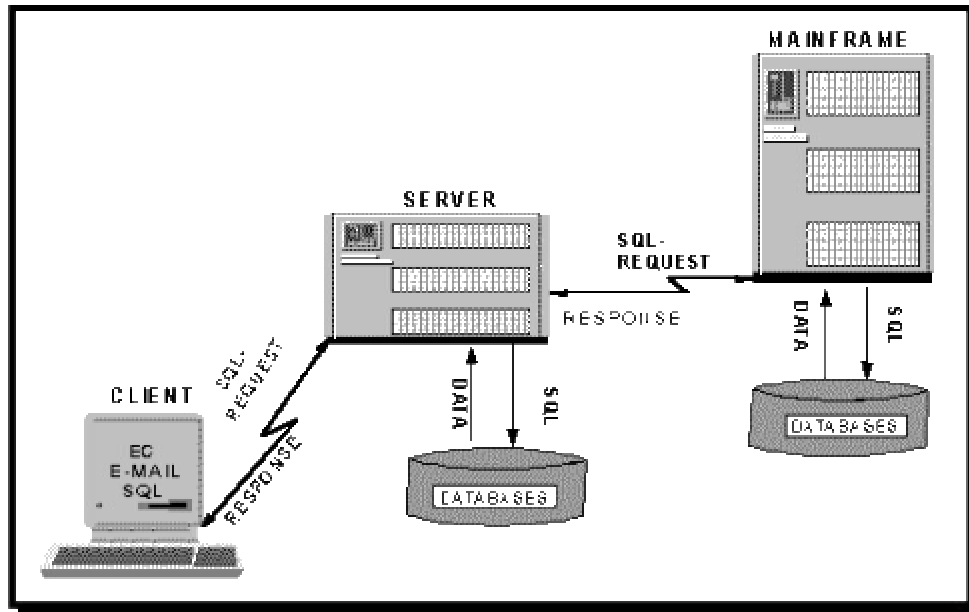 MAINFRAME
SERVER
SQL-
REQUEST
RESPONSE
DATA
SQL
DATABASES
SQL-
REQUEST
RESPONSE
CLIENT
EC
E-MAIL
SQL
DATA
SQL
DATABASES